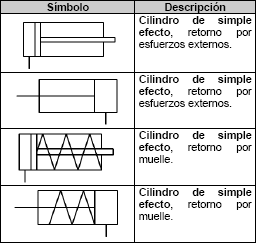 Símbolo
Descripción
Cilindro de simple
efecto, retorno por
esfuerzos externos.
Cilindro de simple
efecto, retorno por
esfuerzos externos.
Cilindro de simple
efecto, retorno por
muelle.
Cilindro de simple
efecto, retorno por
muelle.